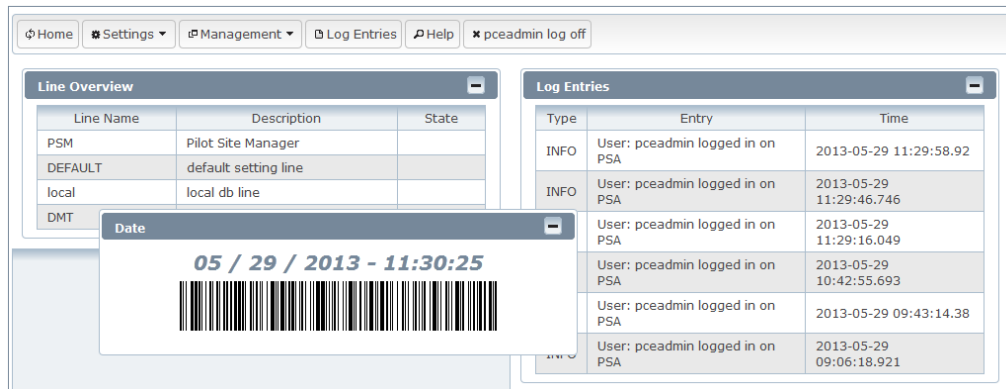 Home Settings Management Log Entries Help pceadmin log off
Line Overview
Line Name Description State
PSM Pilot Site Manager
DEFAULT default setting line
local local db line
DMT
Date
05 / 29 / 2013 - 11:30:25
Log Entries
Type Entry Time
INFO User: pceadmin logged in on
PSA 2013-05-29 11:29:58.92
INFO User: pceadmin logged in on
PSA 2013-05-29
11:29:46.746
User: pceadmin logged in on
PSA 2013-05-29
11:29:16.049
User: pceadmin logged in on
PSA 2013-05-29
10:42:55.693
User: pceadmin logged in on
PSA 2013-05-29 09:43:14.38
User: pceadmin logged in on
PSA 2013-05-29
09:06:18.921